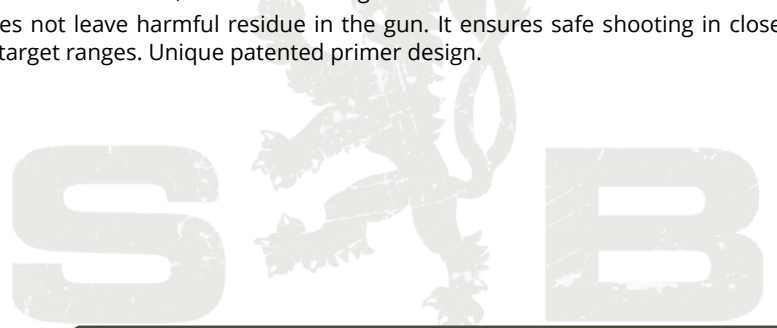 es not leave harmful residue in the gun. It ensures safe shooting in close
target ranges. Unique patented primer design.
S B